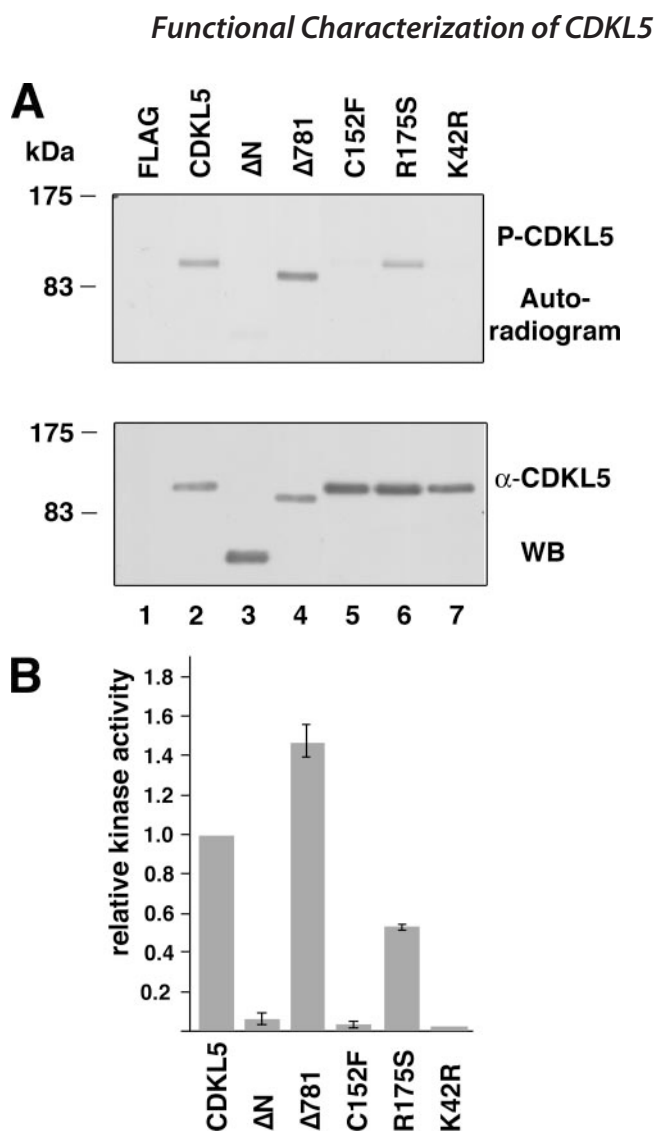 Functional Characterization of CDKL5
A
kDa
FLAG CDKL5 ΔN Δ781 C152F R175S K42R
175 –
83 –
P-CDKL5
Auto-
radiogram
175 –
83 –
α-CDKL5
WB
1 2 3 4 5 6 7
B
relative kinase activity
1.8
1.6
1.4
1.2
1.0
0.8
0.6
0.4
0.2
CDKL5 ΔN Δ781 C152F R175S K42R